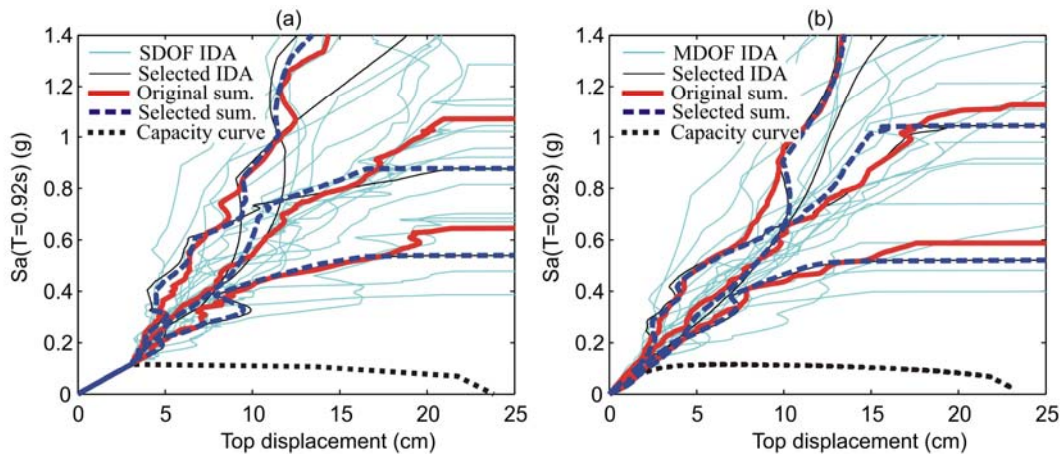 (a)
SDOF IDA
Selected IDA
Original sum.
Selected sum.
Capacity curve
1.4
1.2
1
0.8
0.6
0.4
0.2
0
Sa(T=0.92s) (g)
0 5 10 15 20 25
Top displacement (cm)
(b)
MDOF IDA
Selected IDA
Original sum.
Selected sum.
Capacity curve
1.4
1.2
1
0.8
0.6
0.4
0.2
0
Sa(T=0.92s) (g)
0 5 10 15 20 25
Top displacement (cm)